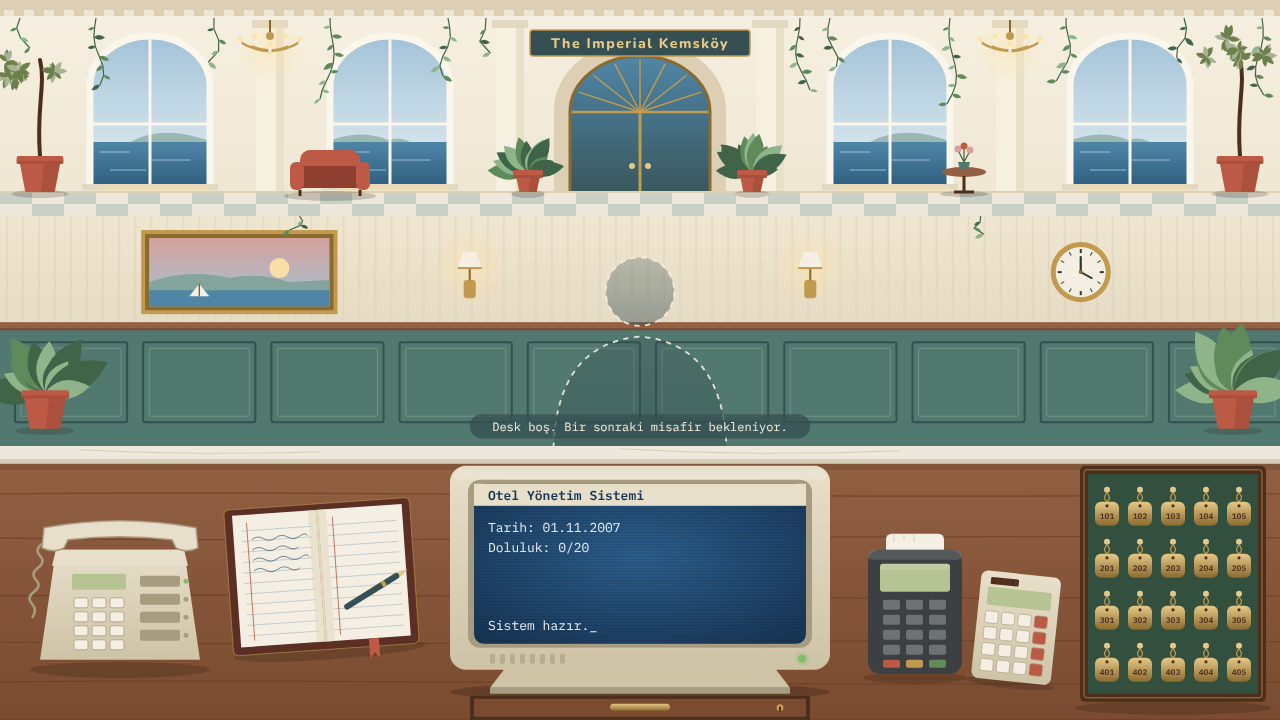 The Imperial Kemsköy
Desk boş. Bir sonraki misafir bekleniyor.
Otel Yönetim Sistemi
Tarih: 01.11.2007
Doluluk: 0/20
Sistem hazır._
101 102 103 104 105
201 202 203 204 205
301 302 303 304 305
401 402 403 404 405